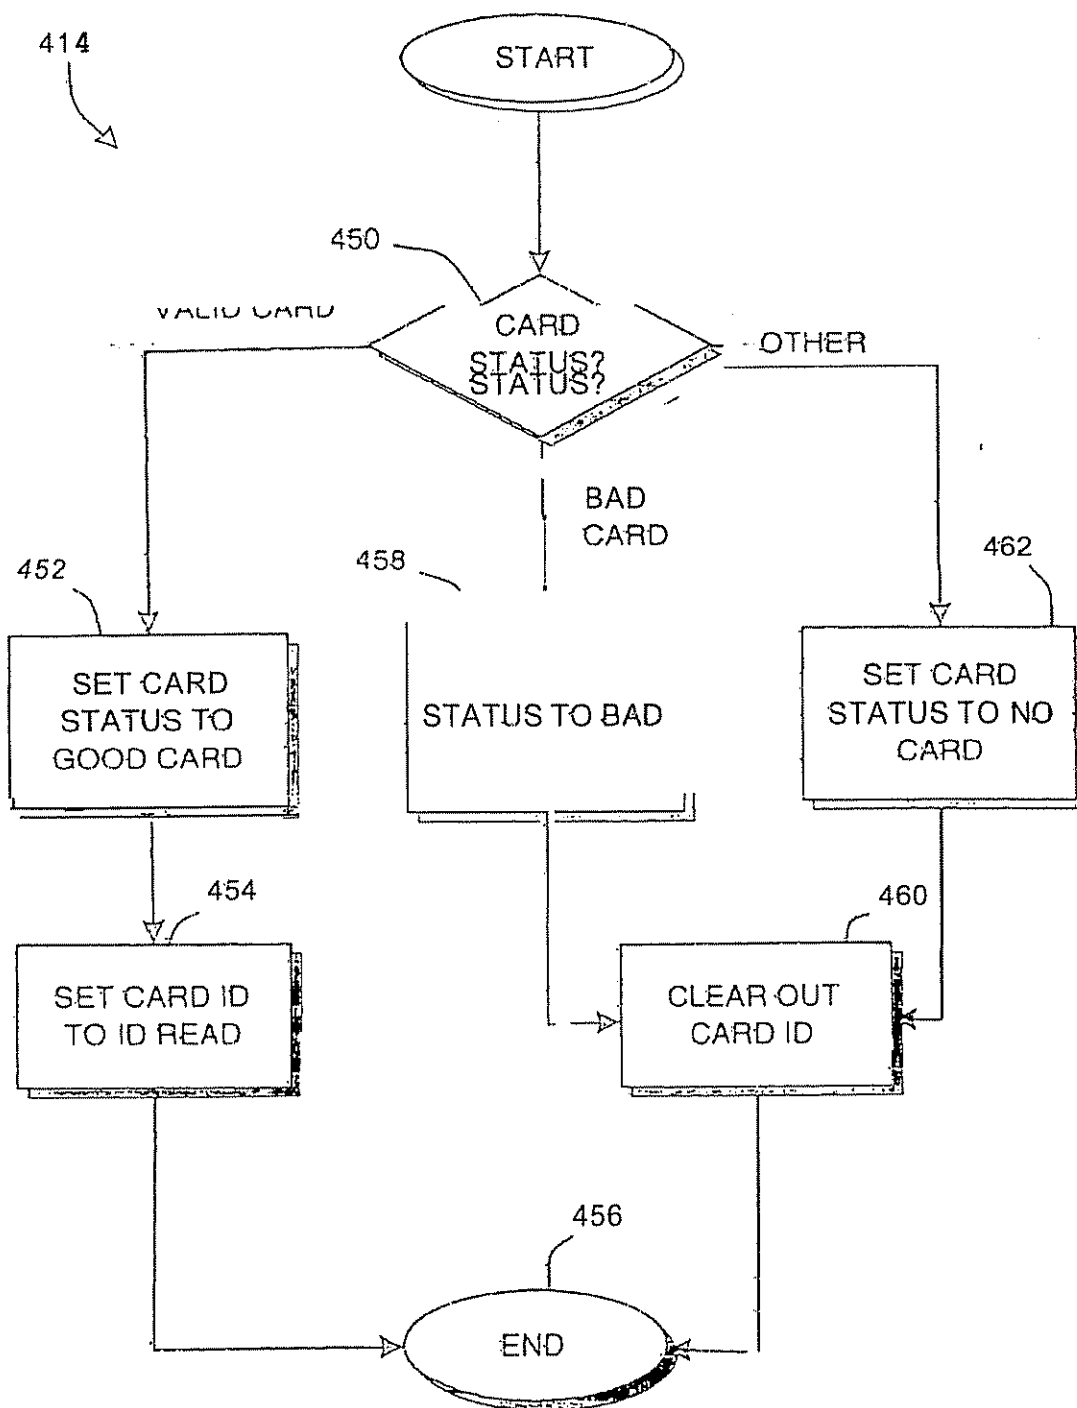 414
START
450
VALID CARD
CARD
STATUS?
STATUS?
OTHER
BAD
CARD
452
458
462
SET CARD
STATUS TO
GOOD CARD
STATUS TO BAD
SET CARD
STATUS TO NO
CARD
454
460
SET CARD ID
TO ID READ
CLEAR OUT
CARD ID
456
END